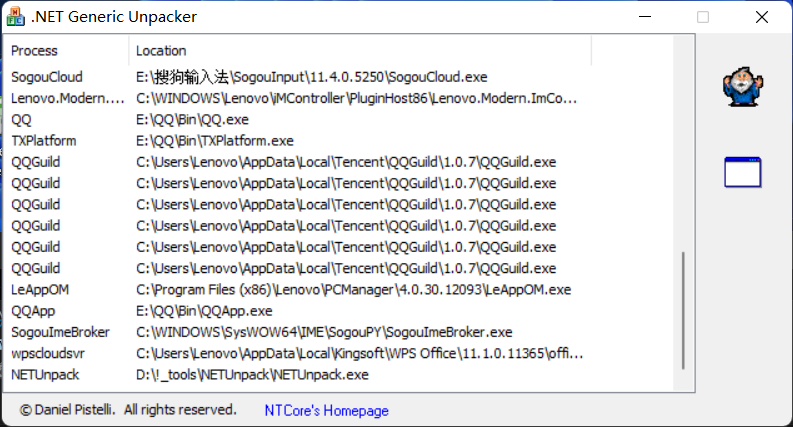 .NET Generic Unpacker
Process Location
SogouCloud E:\搜狗输入法\SogouInput\11.4.0.5250\SogouCloud.exe
Lenovo.Modern.... C:\WINDOWS\Lenovo\iMController\PluginHost86\Lenovo.Modern.ImCo...
QQ E:\QQ\Bin\QQ.exe
TXPlatform E:\QQ\Bin\TXPlatform.exe
QQGuild C:\Users\Lenovo\AppData\Local\Tencent\QQGuild\1.0.7\QQGuild.exe
QQGuild C:\Users\Lenovo\AppData\Local\Tencent\QQGuild\1.0.7\QQGuild.exe
QQGuild C:\Users\Lenovo\AppData\Local\Tencent\QQGuild\1.0.7\QQGuild.exe
QQGuild C:\Users\Lenovo\AppData\Local\Tencent\QQGuild\1.0.7\QQGuild.exe
QQGuild C:\Users\Lenovo\AppData\Local\Tencent\QQGuild\1.0.7\QQGuild.exe
QQGuild C:\Users\Lenovo\AppData\Local\Tencent\QQGuild\1.0.7\QQGuild.exe
LeAppOM C:\Program Files (x86)\Lenovo\PCManager\4.0.30.12093\LeAppOM.exe
QQApp E:\QQ\Bin\QQApp.exe
SogouImeBroker C:\WINDOWS\SysWOW64\IME\SogouPY\SogouImeBroker.exe
wpscloudsvr C:\Users\Lenovo\AppData\Local\Kingsoft\WPS Office\11.1.0.11365\offi...
NETUnpack D:\!_tools\NETUnpack\NETUnpack.exe
© Daniel Pistelli. All rights reserved. NTCore's Homepage